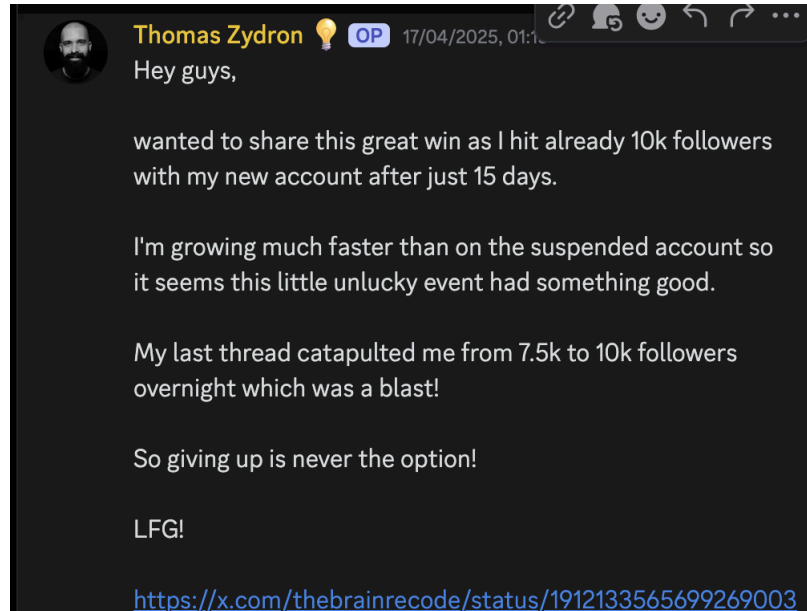 Thomas Zydron 💡 OP 17/04/2025, 01:1
Hey guys,
wanted to share this great win as I hit already 10k followers
with my new account after just 15 days.
I'm growing much faster than on the suspended account so
it seems this little unlucky event had something good.
My last thread catapulted me from 7.5k to 10k followers
overnight which was a blast!
So giving up is never the option!
LFG!
https://x.com/thebrainrecode/status/1912133565699269003